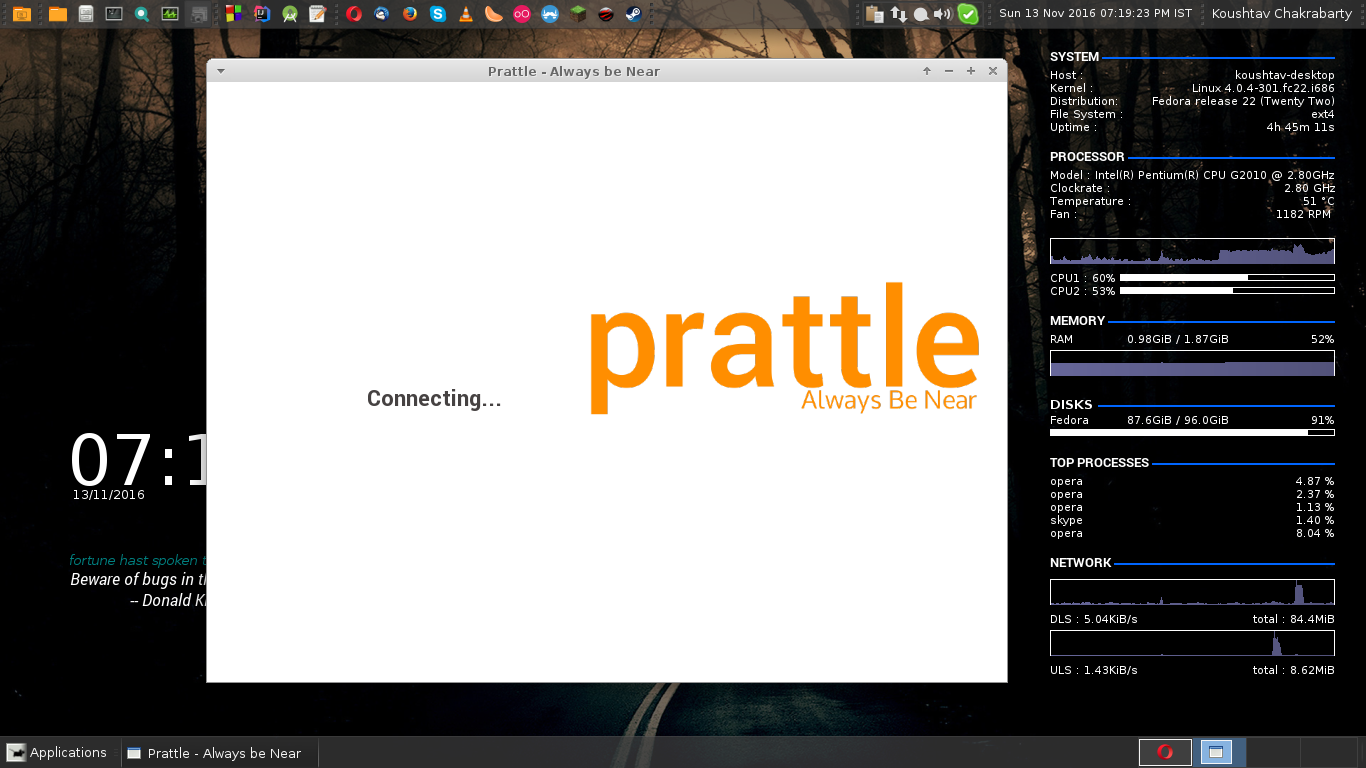 Sun 13 Nov 2016 07:19:23 PM IST Koushtav Chakrabarty
Prattle - Always be Near
Connecting...
prattle
Always Be Near
07:1
13/11/2016
fortune hast spoken
Beware of bugs in
-- Donald
SYSTEM
Host : koushtav-desktop
Kernel : Linux 4.0.4-301.fc22.i686
Distribution: Fedora release 22 (Twenty Two)
File System : ext4
Uptime : 4h 45m 11s
PROCESSOR
Model : Intel(R) Pentium(R) CPU G2010 @ 2.80GHz
Clockrate : 2.80 GHz
Temperature : 51 °C
Fan : 1182 RPM
CPU1 : 60%
CPU2 : 53%
MEMORY
RAM 0.98GiB / 1.87GiB 52%
DISKS
Fedora 87.6GiB / 96.0GiB 91%
TOP PROCESSES
opera 4.87 %
opera 2.37 %
opera 1.13 %
skype 1.40 %
opera 8.04 %
NETWORK
DLS : 5.04KiB/s total : 84.4MiB
ULS : 1.43KiB/s total : 8.62MiB
Applications Prattle - Always be Near